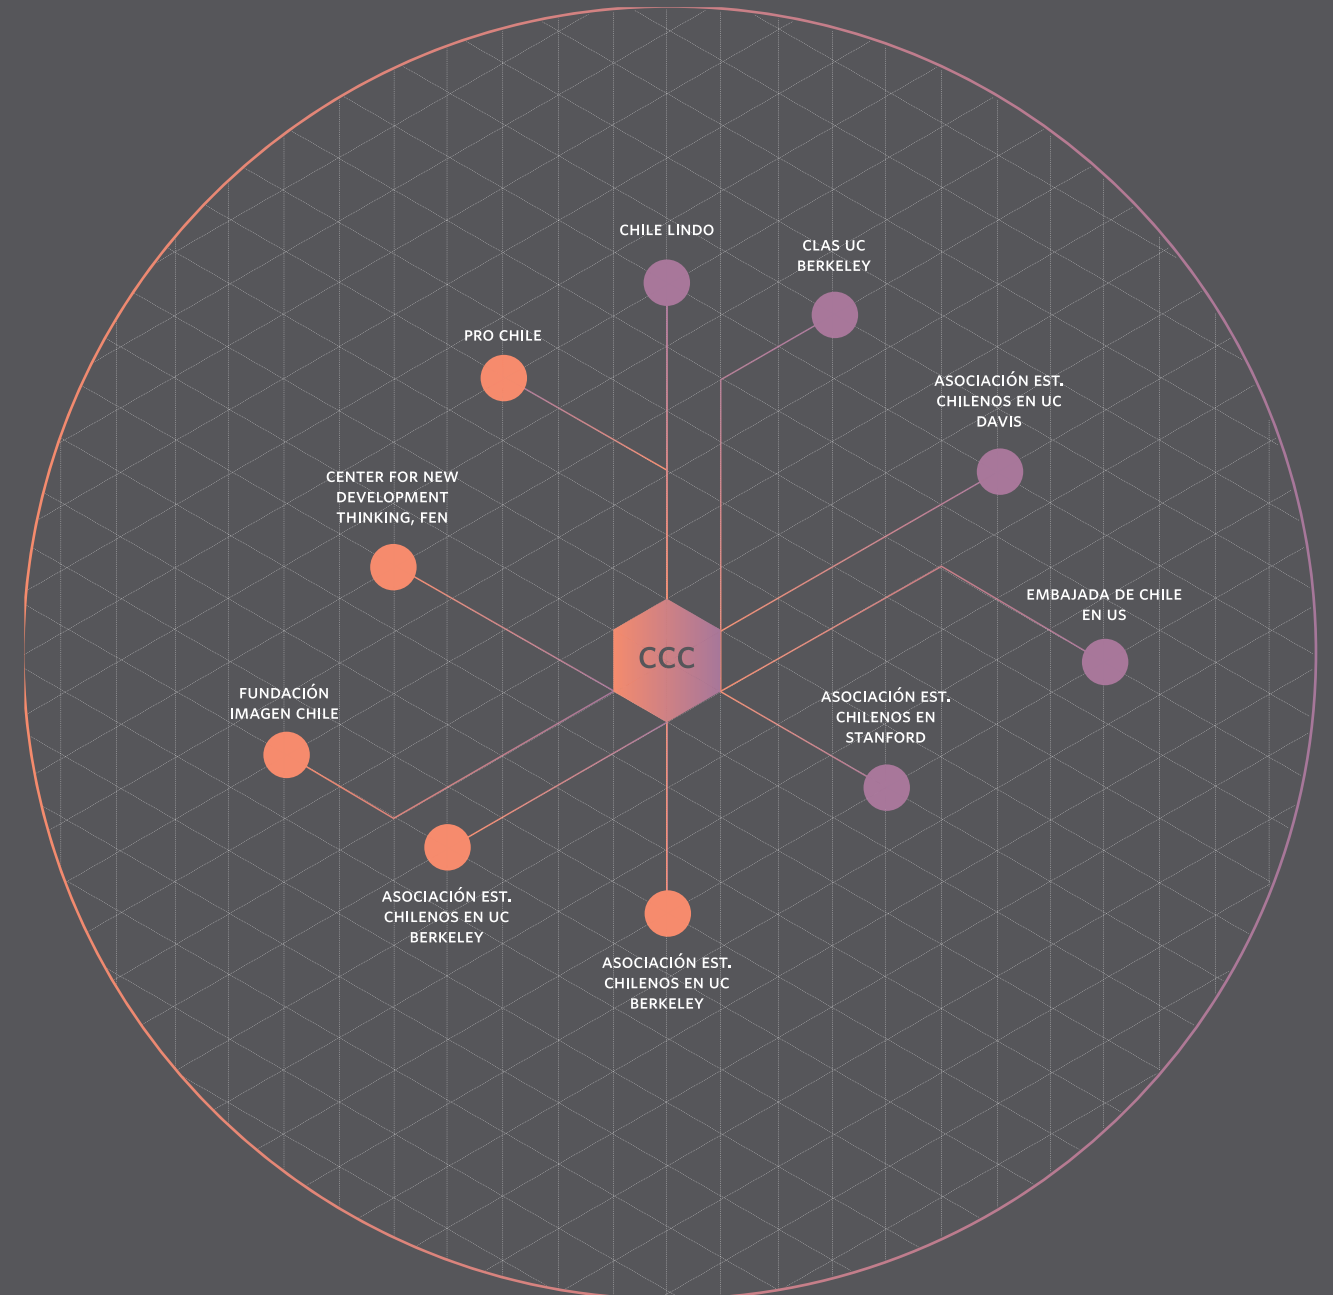 CHILE LINDO
CLAS UC
BERKELEY
PRO CHILE
ASOCIACIÓN EST.
CHILENOS EN UC
DAVIS
CENTER FOR NEW
DEVELOPMENT
THINKING, FEN
EMBAJADA DE CHILE
EN US
CCC
FUNDACIÓN
IMAGEN CHILE
ASOCIACIÓN EST.
CHILENOS EN
STANFORD
ASOCIACIÓN EST.
CHILENOS EN UC
BERKELEY
ASOCIACIÓN EST.
CHILENOS EN UC
BERKELEY